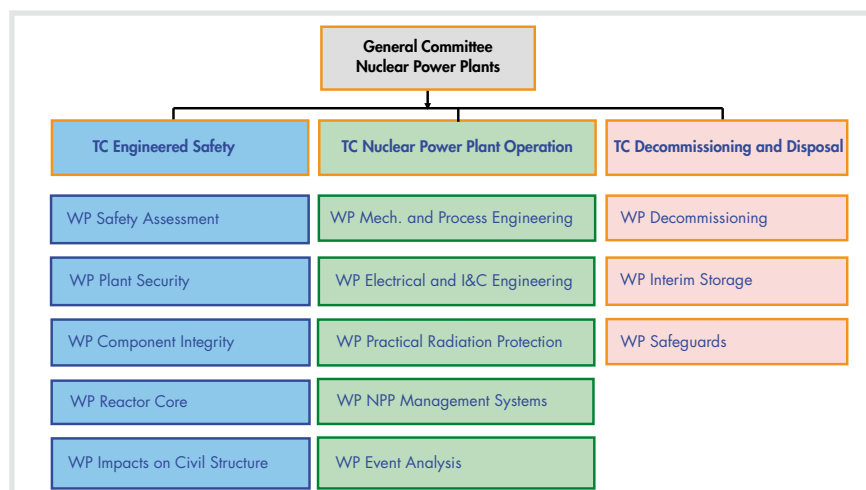 General Committee
Nuclear Power Plants
TC Engineered Safety
TC Nuclear Power Plant Operation
TC Decommissioning and Disposal
WP Safety Assessment
WP Mech. and Process Engineering
WP Decommissioning
WP Plant Security
WP Electrical and I&C Engineering
WP Interim Storage
WP Component Integrity
WP Practical Radiation Protection
WP Safeguards
WP Reactor Core
WP NPP Management Systems
WP Impacts on Civil Structure
WP Event Analysis